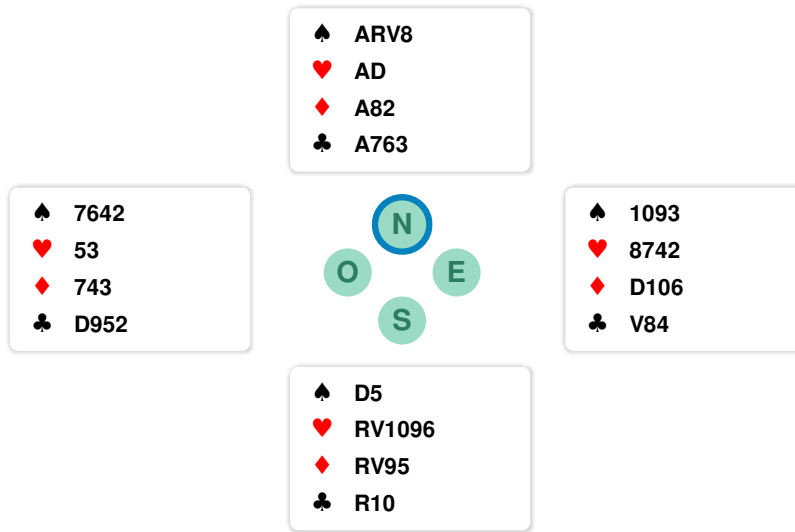 ♠ ARV8
♥ AD
♦ A82
♣ A763
♠ 7642
♥ 53
♦ 743
♣ D952
N
O E
S
♠ 1093
♥ 8742
♦ D106
♣ V84
♠ D5
♥ RV1096
♦ RV95
♣ R10